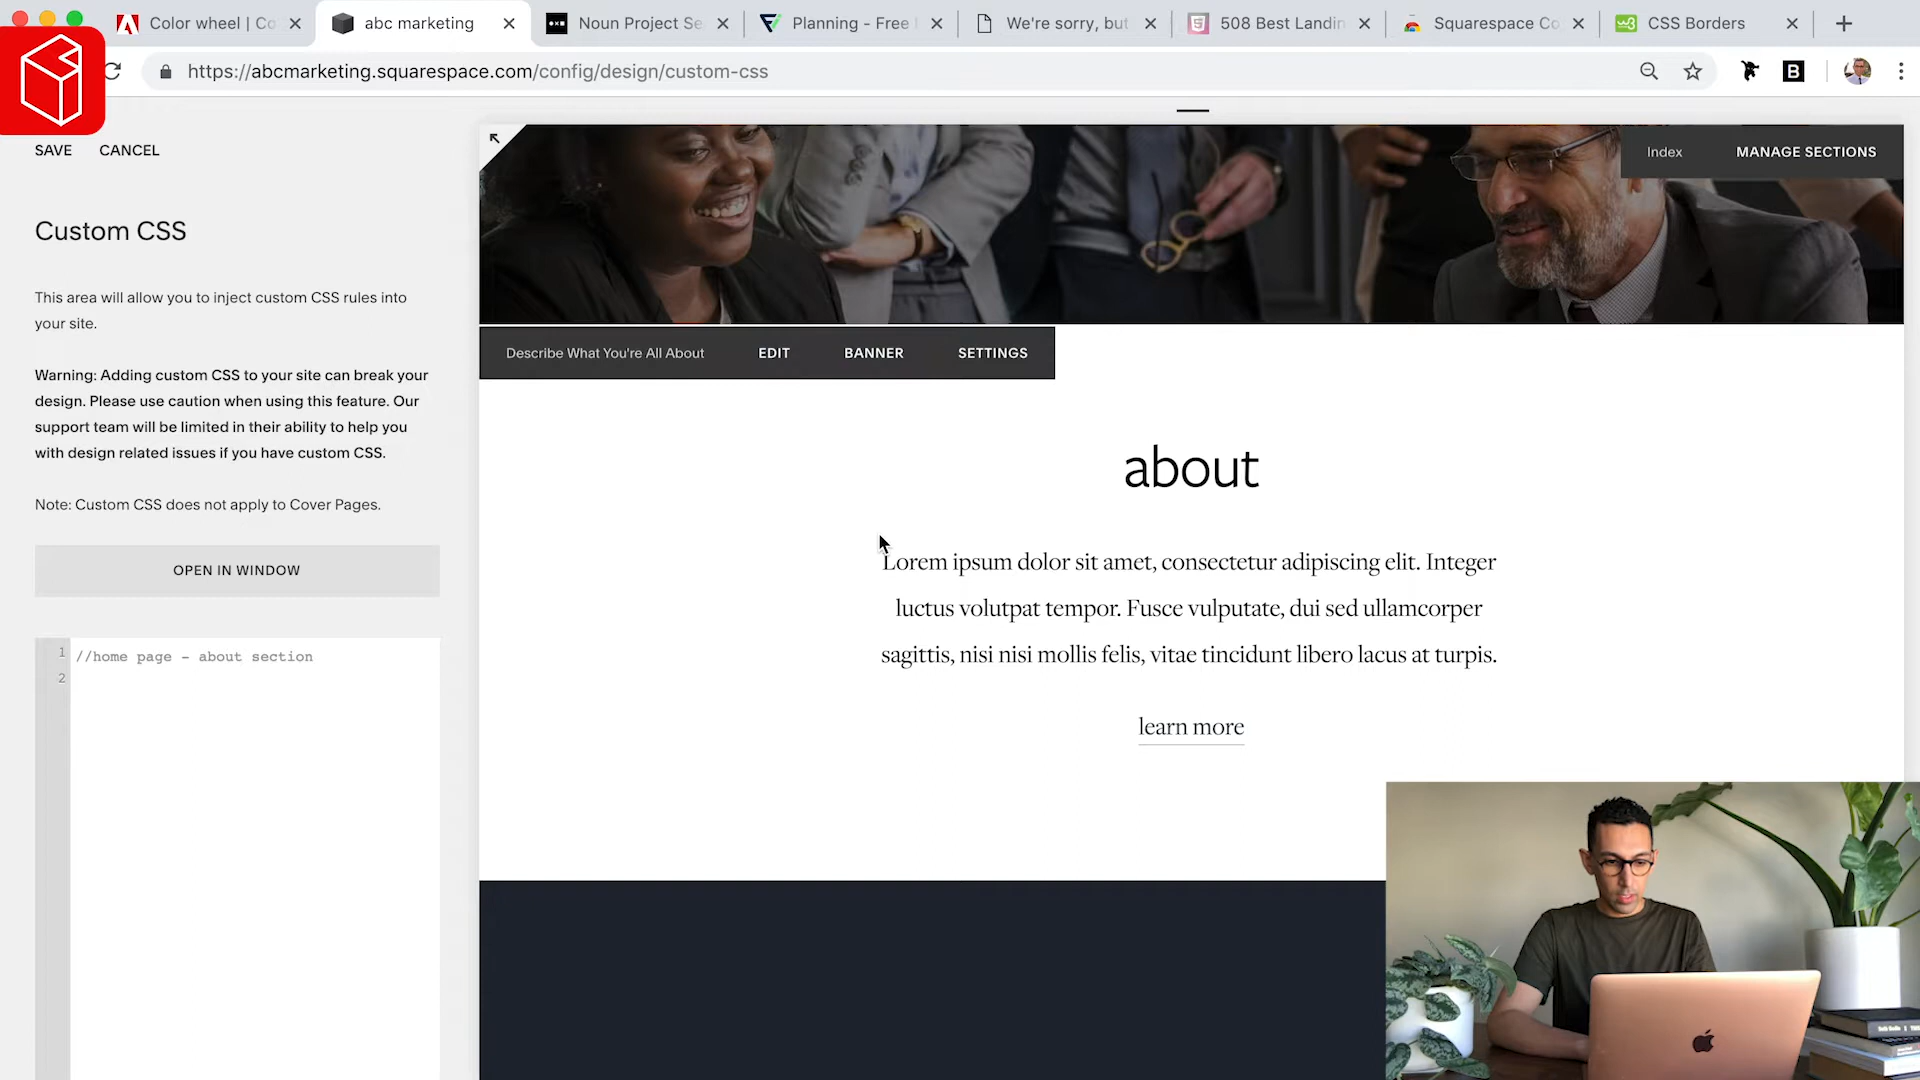 Color wheel | Co
abc marketing
Noun Project Se
Planning - Free
We're sorry, but
508 Best Landin
Squarespace Co
CSS Borders
https://abcmarketing.squarespace.com/config/design/custom-css
B
SAVE CANCEL
Index MANAGE SECTIONS
Custom CSS
This area will allow you to inject custom CSS rules into
your site.
Describe What You're All About EDIT BANNER SETTINGS
Warning: Adding custom CSS to your site can break your
design. Please use caution when using this feature. Our
support team will be limited in their ability to help you
with design related issues if you have custom CSS.
Note: Custom CSS does not apply to Cover Pages.
OPEN IN WINDOW
1 //home page - about section
2
about
Lorem ipsum dolor sit amet, consectetur adipiscing elit. Integer
luctus volutpat tempor. Fusce vulputate, dui sed ullamcorper
sagittis, nisi nisi mollis felis, vitae tincidunt libero lacus at turpis.
learn more